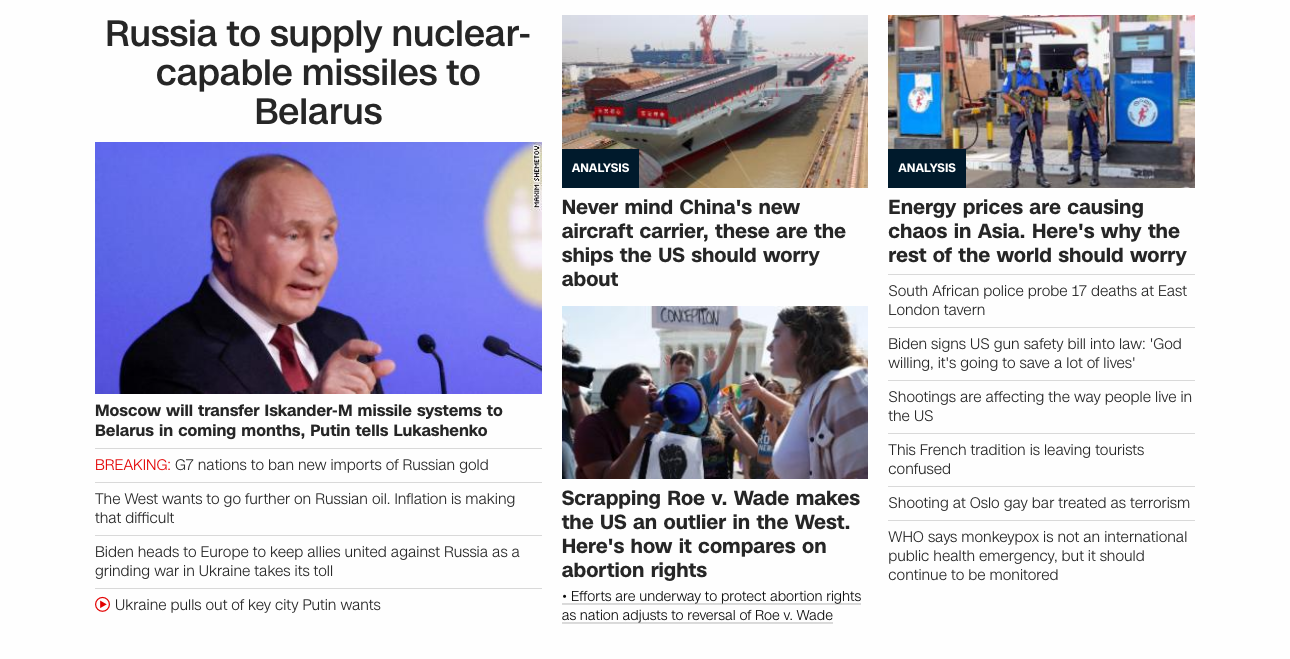 Russia to supply nuclear-
capable missiles to
Belarus
MAXIM SHEMETOV
Moscow will transfer Iskander-M missile systems to
Belarus in coming months, Putin tells Lukashenko
BREAKING: G7 nations to ban new imports of Russian gold
The West wants to go further on Russian oil. Inflation is making
that difficult
Biden heads to Europe to keep allies united against Russia as a
grinding war in Ukraine takes its toll
Ukraine pulls out of key city Putin wants
ANALYSIS
Never mind China's new
aircraft carrier, these are the
ships the US should worry
about
CONCEPTION
Scrapping Roe v. Wade makes
the US an outlier in the West.
Here's how it compares on
abortion rights
• Efforts are underway to protect abortion rights
as nation adjusts to reversal of Roe v. Wade
ANALYSIS
Energy prices are causing
chaos in Asia. Here's why the
rest of the world should worry
South African police probe 17 deaths at East
London tavern
Biden signs US gun safety bill into law: 'God
willing, it's going to save a lot of lives'
Shootings are affecting the way people live in
the US
This French tradition is leaving tourists
confused
Shooting at Oslo gay bar treated as terrorism
WHO says monkeypox is not an international
public health emergency, but it should
continue to be monitored